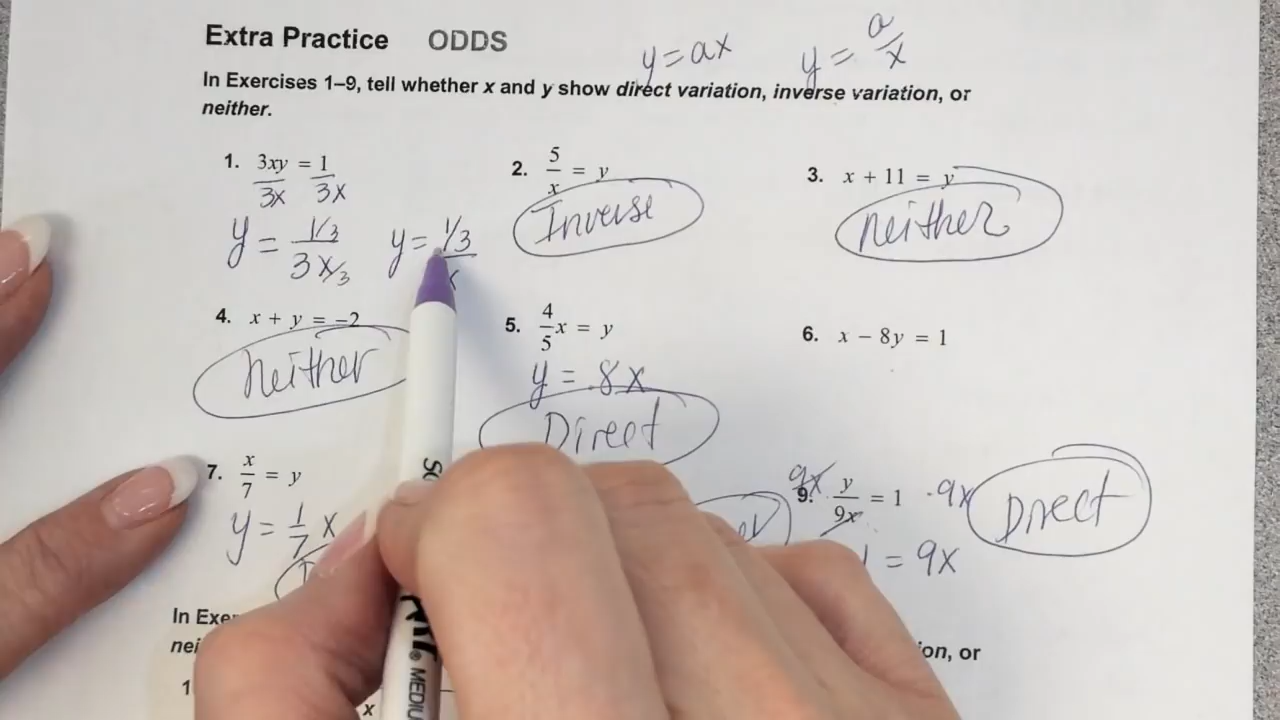 Extra Practice ODDS
y = ax y = a/x
In Exercises 1–9, tell whether x and y show direct variation, inverse variation, or
neither.
1. 3xy = 1 2. 5/x = y 3. x + 11 = y
3x 3x Inverse neither
y = 1/3 / 3x/3 y = 1/3 / x
4. x + y = -2 5. 4/5 x = y 6. x − 8y = 1
neither y = .8x
Direct
7. x/7 = y 9x 9. y/9x = 1 · 9x Direct
y = 1/7 x = 9x
In
on, or
1
x
MEDIU